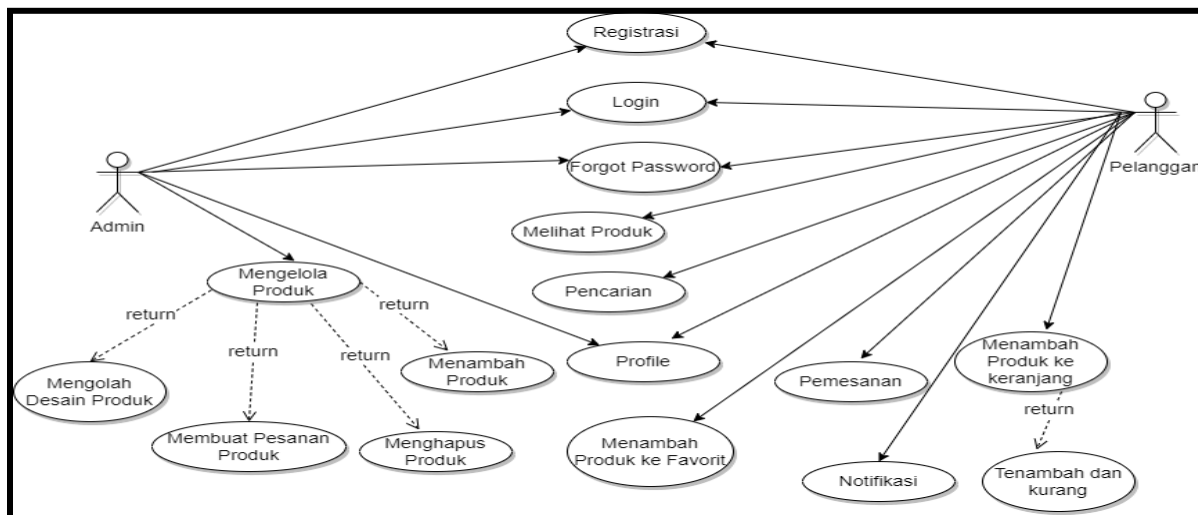 Registrasi
Login
Forgot Password
Pelanggan
Admin
Melihat Produk
Mengelola
Produk
Pencarian
return
return
return
return
Menambah
Produk
Profile
Pemesanan
Menambah
Produk ke
keranjang
Mengolah
Desain Produk
return
Membuat Pesanan
Produk
Menghapus
Produk
Menambah
Produk ke Favorit
Notifikasi
Tenambah dan
kurang